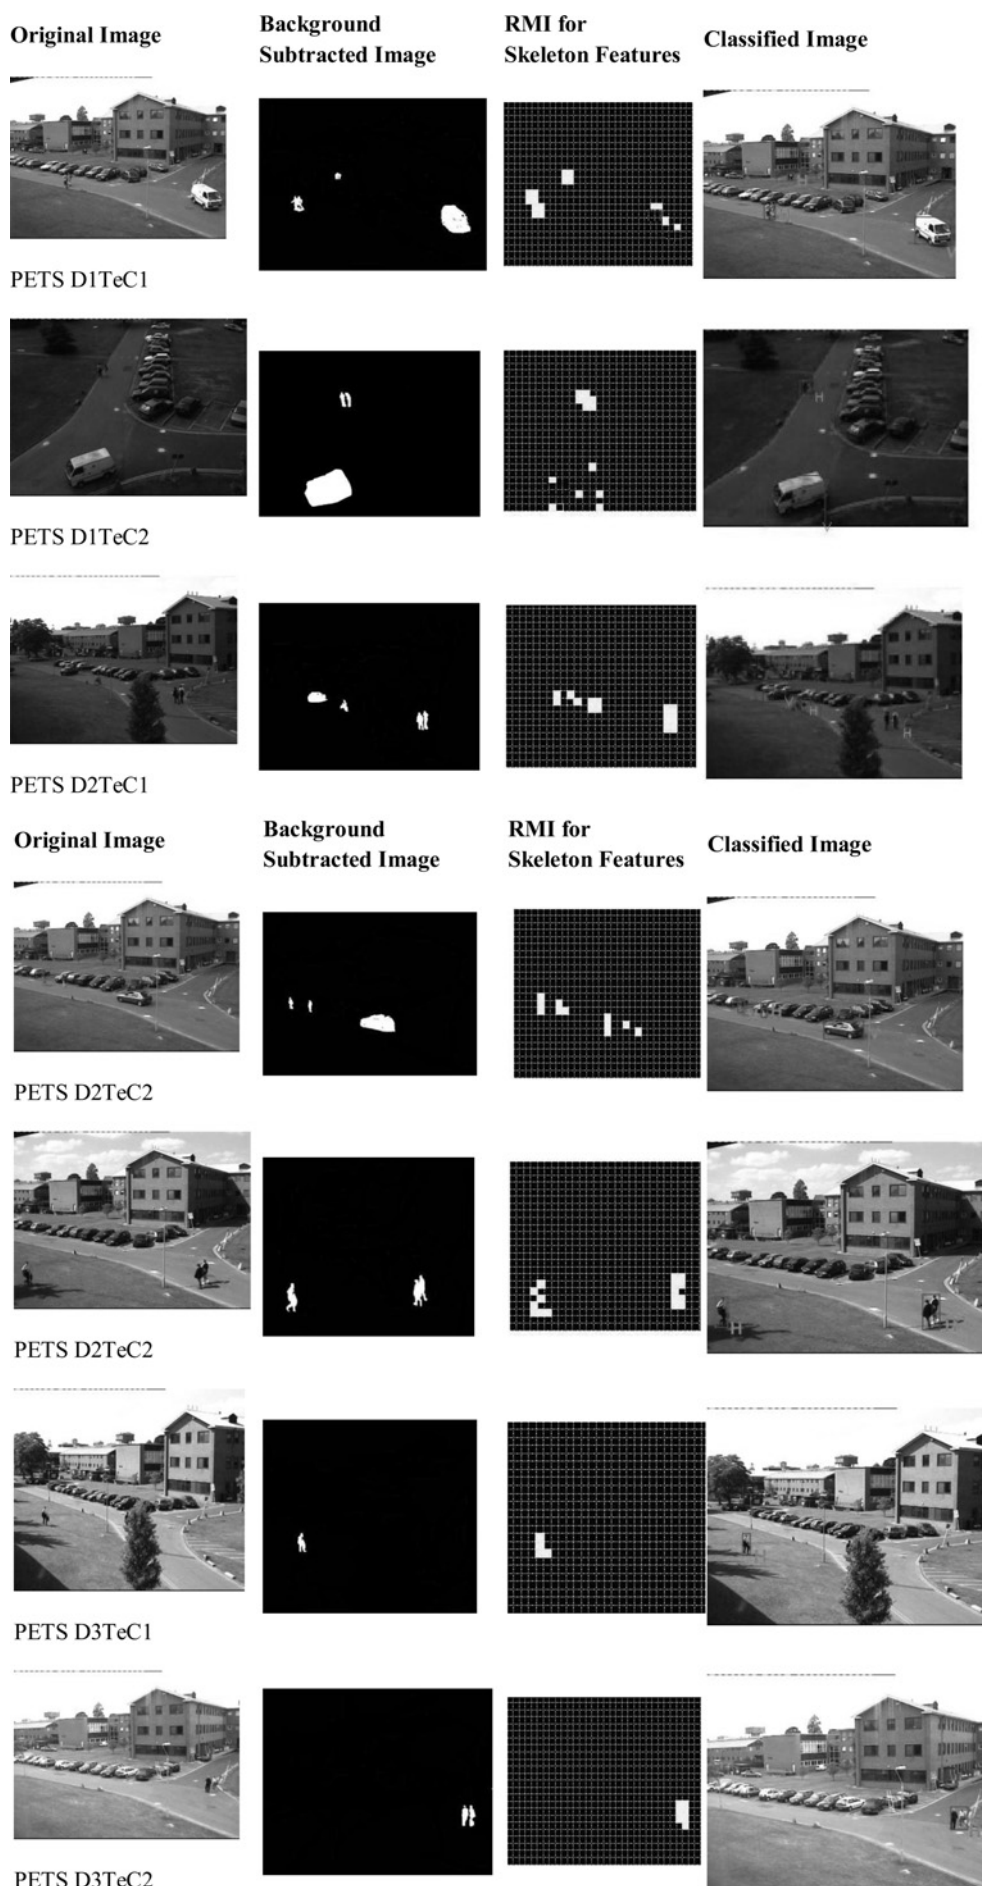 Original Image
Background
Subtracted Image
RMI for
Skeleton Features
Classified Image
PETS D1TeC1
H
PETS D1TeC2
H
H
PETS D2TeC1
Original Image
Background
Subtracted Image
RMI for
Skeleton Features
Classified Image
PETS D2TeC2
H
PETS D2TeC2
PETS D3TeC1
PETS D3TeC2